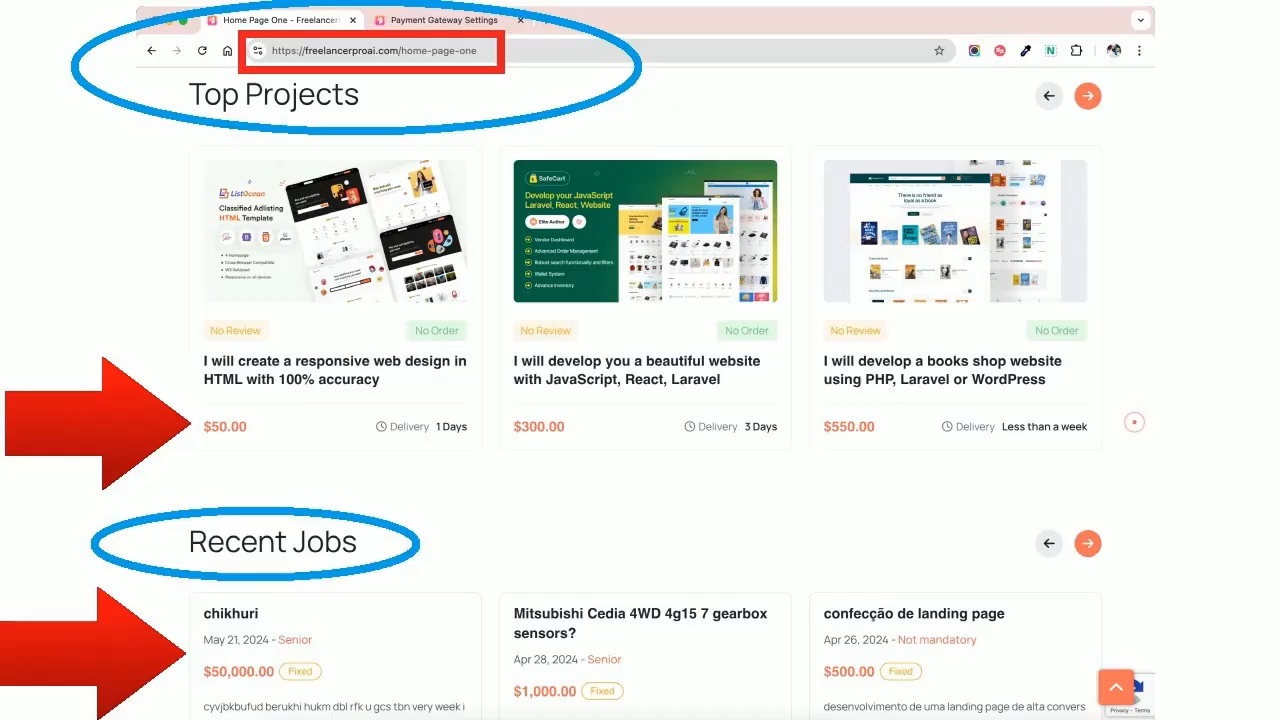 Home Page One - Freelancer
Payment Gateway Settings
https://freelancerproai.com/home-page-one
Top Projects
ListOcean
Classified Adlisting
HTML Template
4 Homepage
Cross Browser Compatible
W3 Validated
Responsive on all devices
SafeCart
Develop your JavaScript
Laravel, React, Website
Elite Author
Vendor Dashboard
Advanced Order Management
Robust search functionality and filters
Wallet System
Advance Inventory
There is no friend as
loyal as a book
No Review
No Order
No Review
No Order
No Review
No Order
I will create a responsive web design in
HTML with 100% accuracy
I will develop you a beautiful website
with JavaScript, React, Laravel
I will develop a books shop website
using PHP, Laravel or WordPress
$50.00
Delivery 1 Days
$300.00
Delivery 3 Days
$550.00
Delivery Less than a week
Recent Jobs
chikhuri
May 21, 2024 - Senior
$50,000.00 Fixed
cyvjbkbufud berukhi hukm dbl rfk u gcs tbn very week i
Mitsubishi Cedia 4WD 4g15 7 gearbox
sensors?
Apr 28, 2024 - Senior
$1,000.00 Fixed
confecção de landing page
Apr 26, 2024 - Not mandatory
$500.00 Fixed
desenvolvimento de uma landing page de alta convers
Privacy - Terms